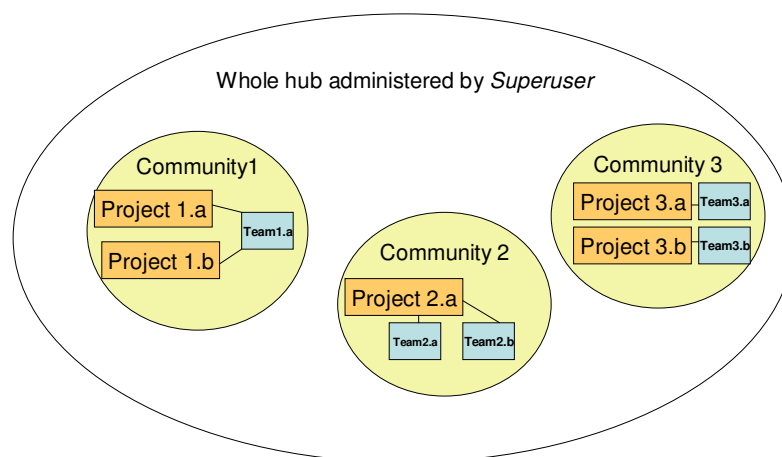 Whole hub administered by Superuser
Community1
Project 1.a
Team1.a
Project 1.b
Community 2
Project 2.a
Team2.a
Team2.b
Community 3
Project 3.a
Team3.a
Project 3.b
Team3.b